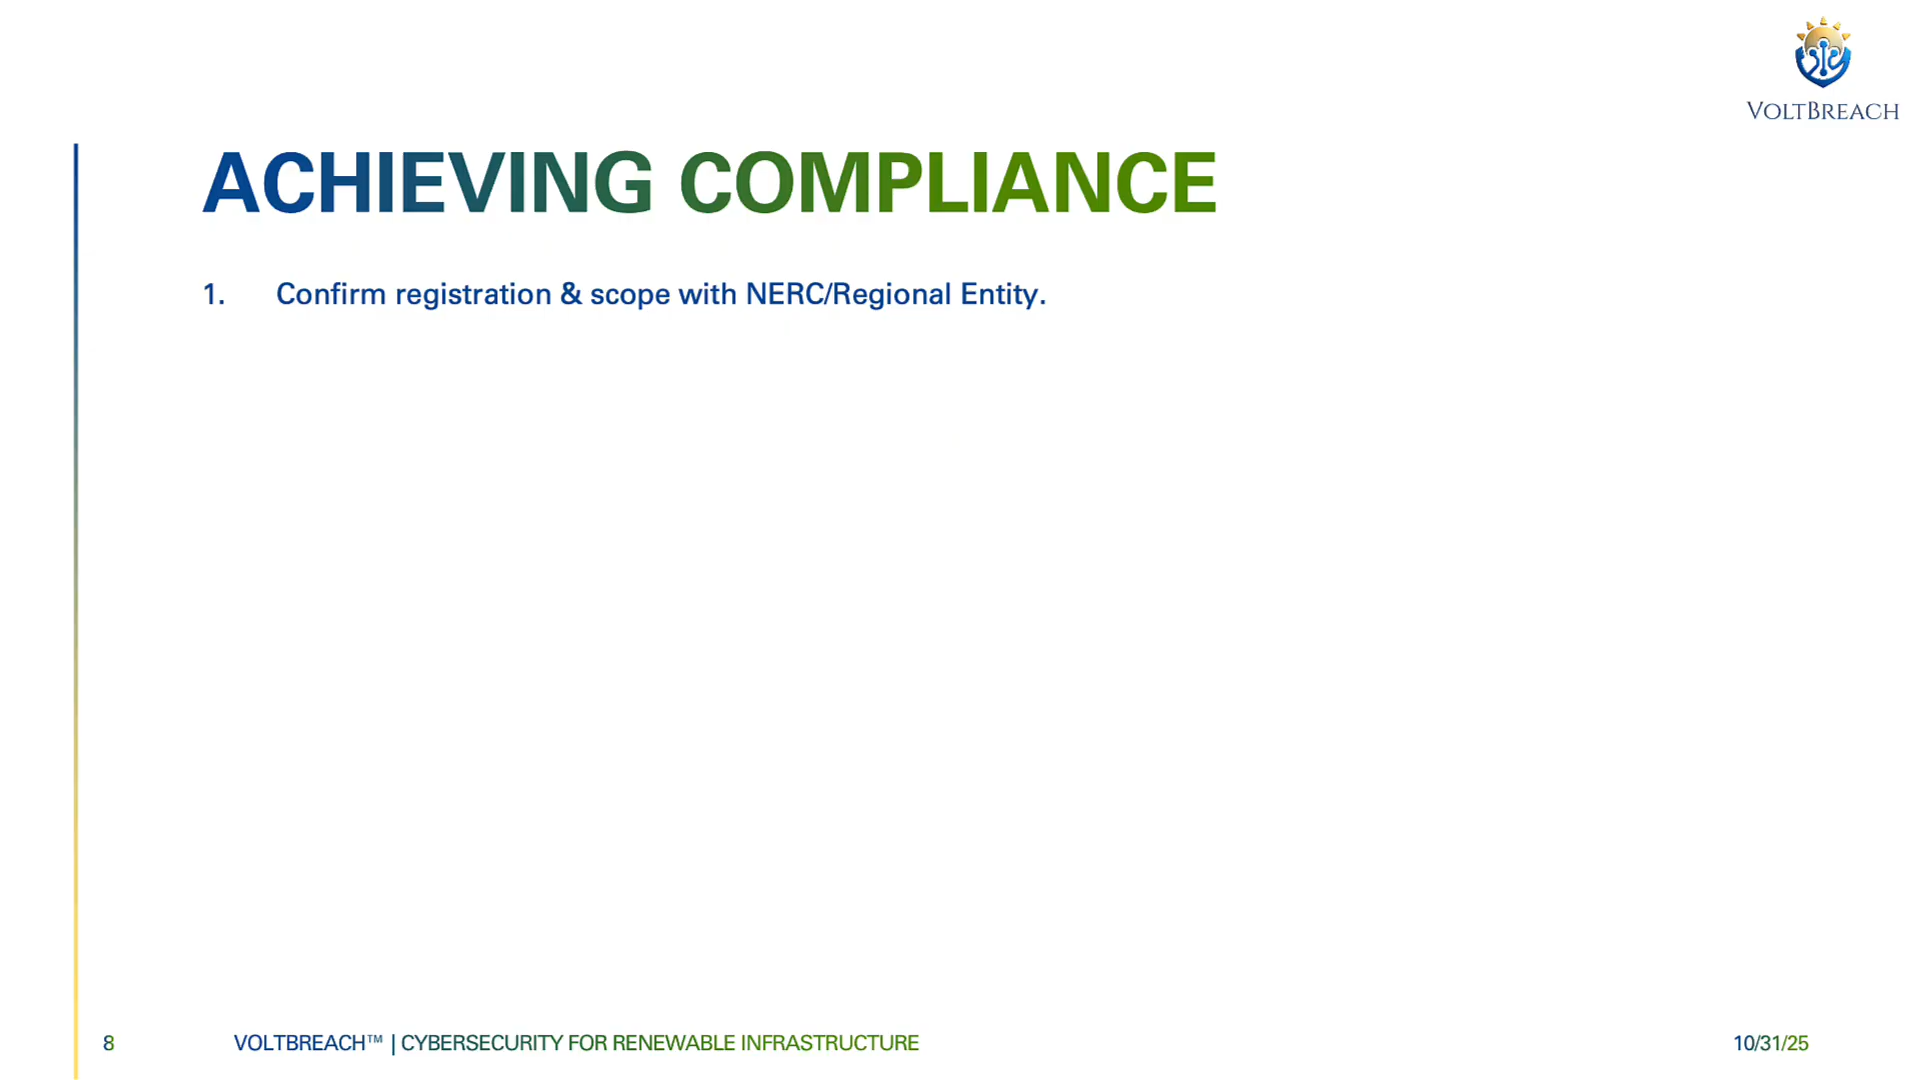 VOLTBREACH
ACHIEVING COMPLIANCE
1. Confirm registration & scope with NERC/Regional Entity.
8 VOLTBREACH™ | CYBERSECURITY FOR RENEWABLE INFRASTRUCTURE 10/31/25